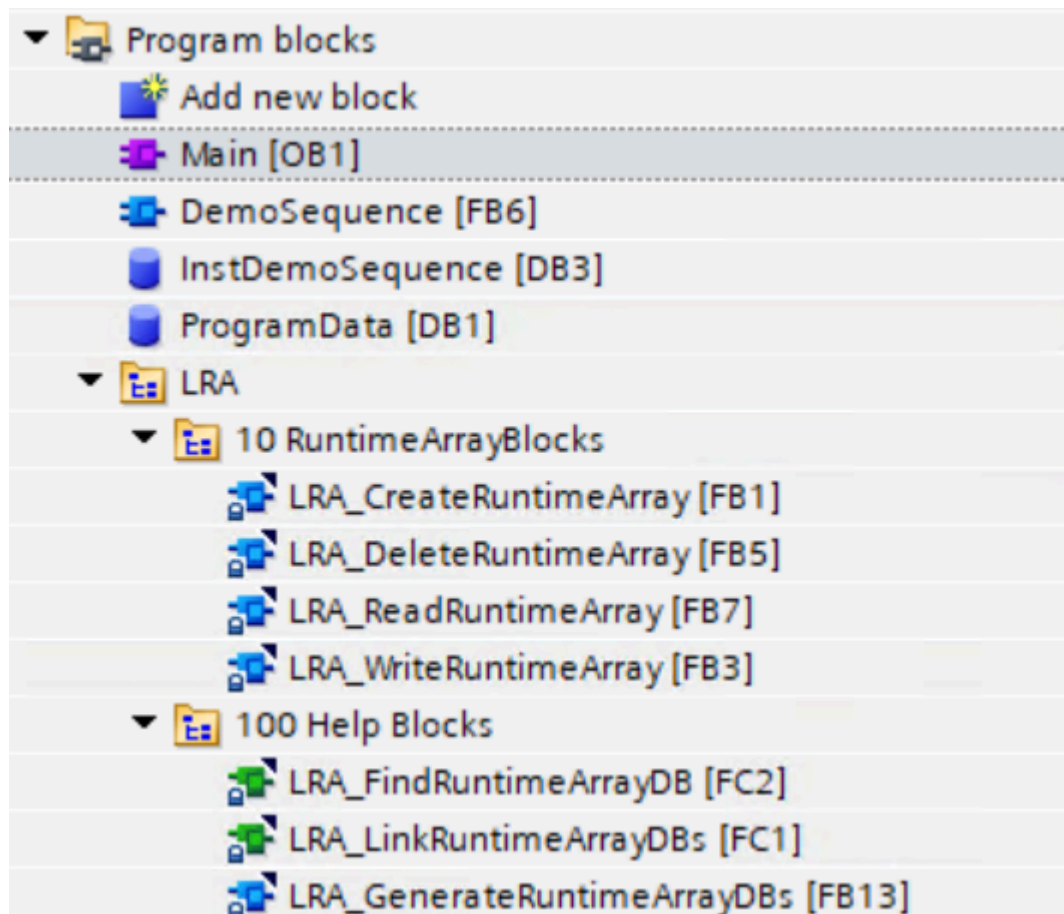 Program blocks
Add new block
Main [OB1]
DemoSequence [FB6]
InstDemoSequence [DB3]
ProgramData [DB1]
LRA
10 RuntimeArrayBlocks
LRA_CreateRuntimeArray [FB1]
LRA_DeleteRuntimeArray [FB5]
LRA_ReadRuntimeArray [FB7]
LRA_WriteRuntimeArray [FB3]
100 Help Blocks
LRA_FindRuntimeArrayDB [FC2]
LRA_LinkRuntimeArrayDBs [FC1]
LRA_GenerateRuntimeArrayDBs [FB13]